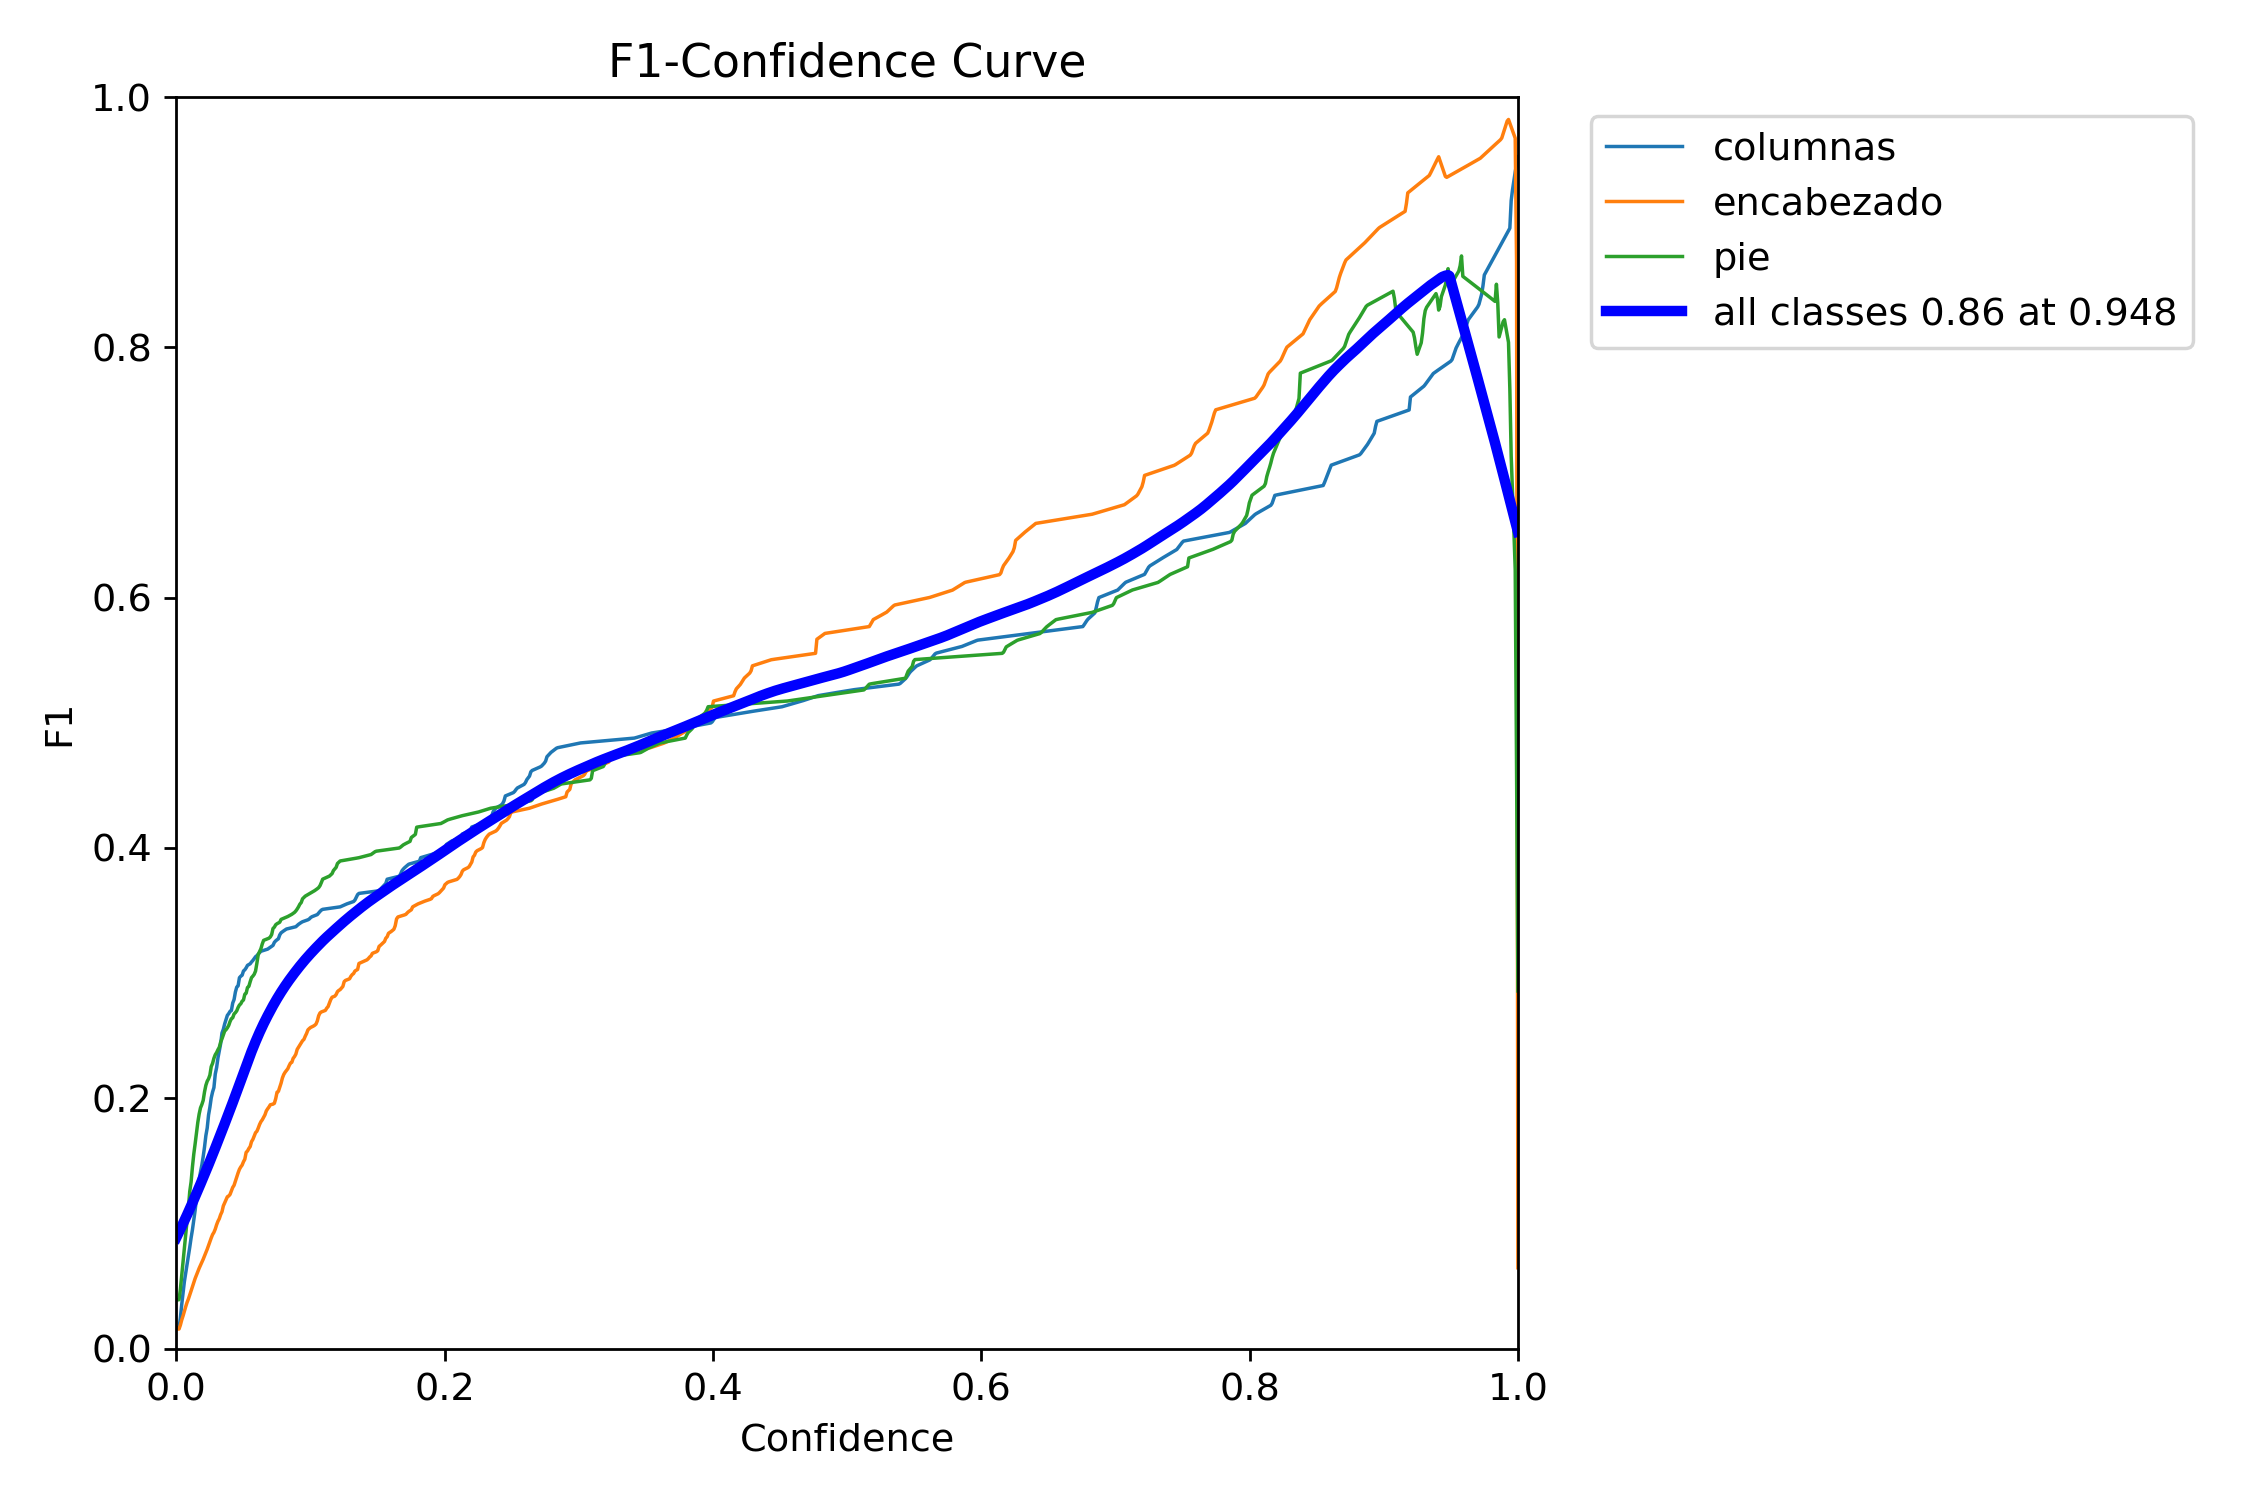 F1-Confidence Curve
1.0
0.8
0.6
0.4
0.2
0.0
F1
0.0 0.2 0.4 0.6 0.8 1.0
Confidence
columnas
encabezado
pie
all classes 0.86 at 0.948